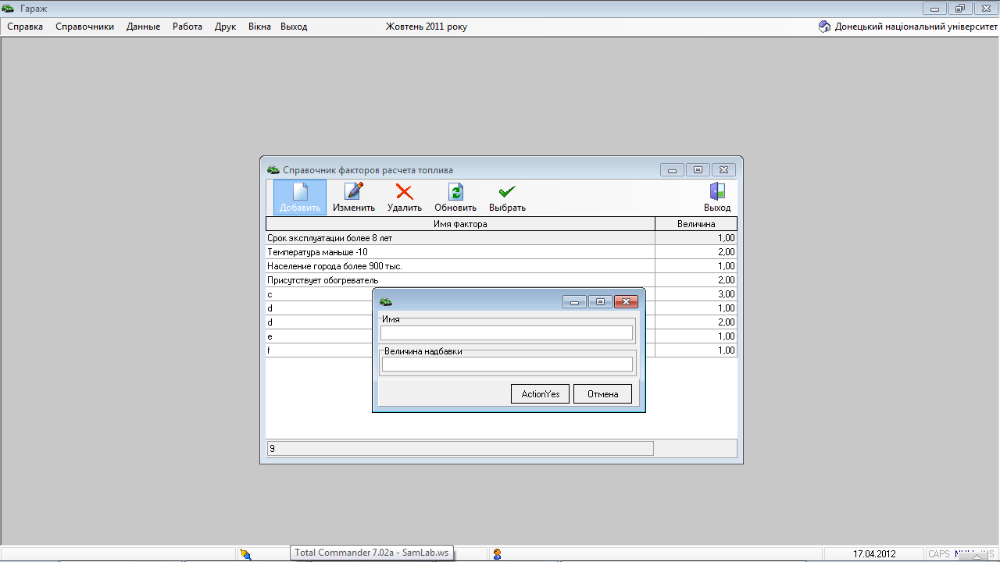 Гараж
Справка Справочники Данные Работа Друк Вікна Выход Жовтень 2011 року Донецький національний університет
Справочник факторов расчета топлива
Добавить Изменить Удалить Обновить Выбрать Выход
Имя фактора Величина
Срок эксплуатации более 8 лет 1,00
Температура маньше -10 2,00
Население города более 900 тыс. 1,00
Присутствует обогреватель 2,00
c 3,00
d 1,00
d 2,00
e 1,00
f 1,00
Имя
Величина надбавки
ActionYes Отмена
9
Total Commander 7.02a - SamLab.ws 17.04.2012 CAPS